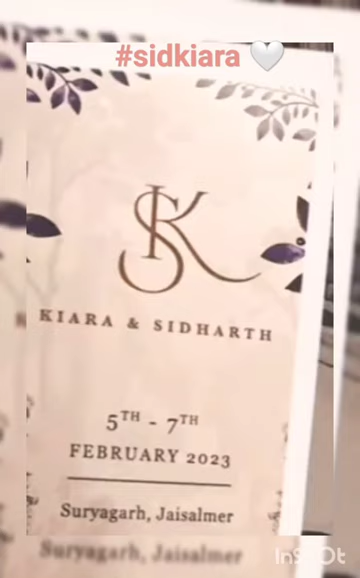 #sidkiara 🤍
SK
KIARA & SIDHARTH
5TH - 7TH
FEBRUARY 2023
Suryagarh, Jaisalmer
Suryagarh, Jaisalmer
InShOt